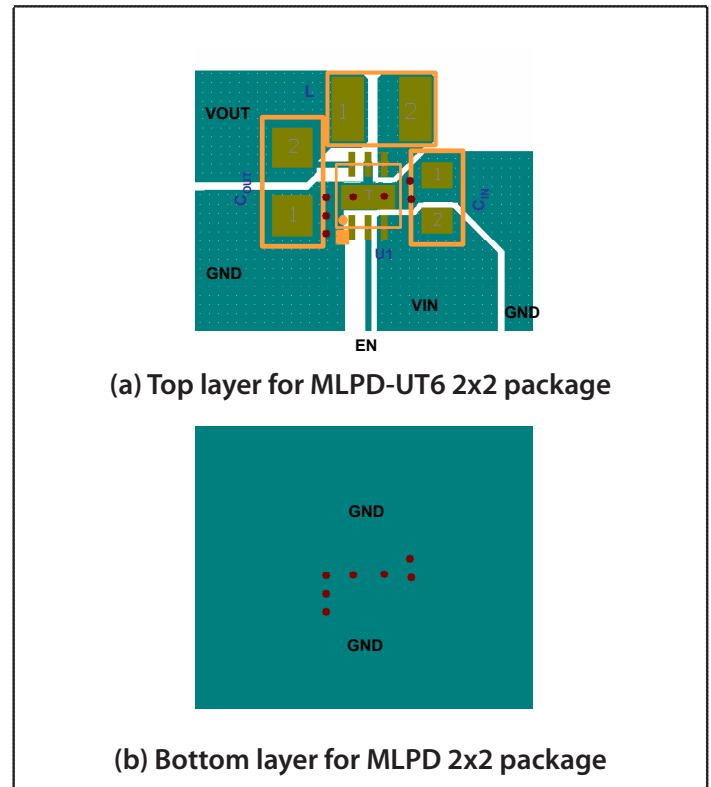 L
1
2
VOUT
2
1
COUT
T
1
2
CIN
U1
GND
VIN
GND
EN
(a) Top layer for MLPD-UT6 2x2 package
GND
GND
(b) Bottom layer for MLPD 2x2 package